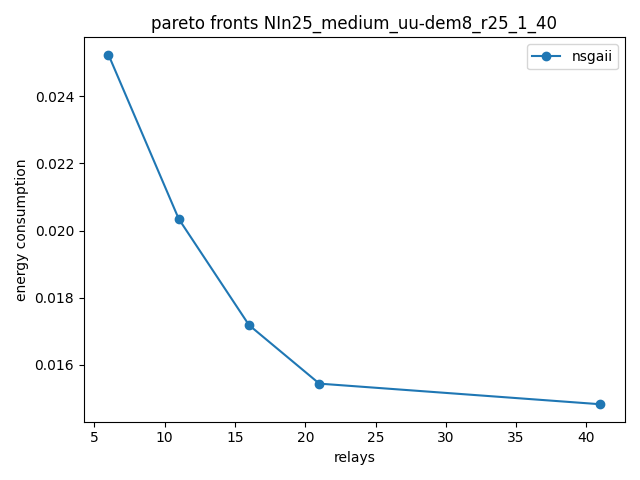 pareto fronts NIn25_medium_uu-dem8_r25_1_40
nsgaii
0.024
0.022
0.020
0.018
0.016
energy consumption
5 10 15 20 25 30 35 40
relays